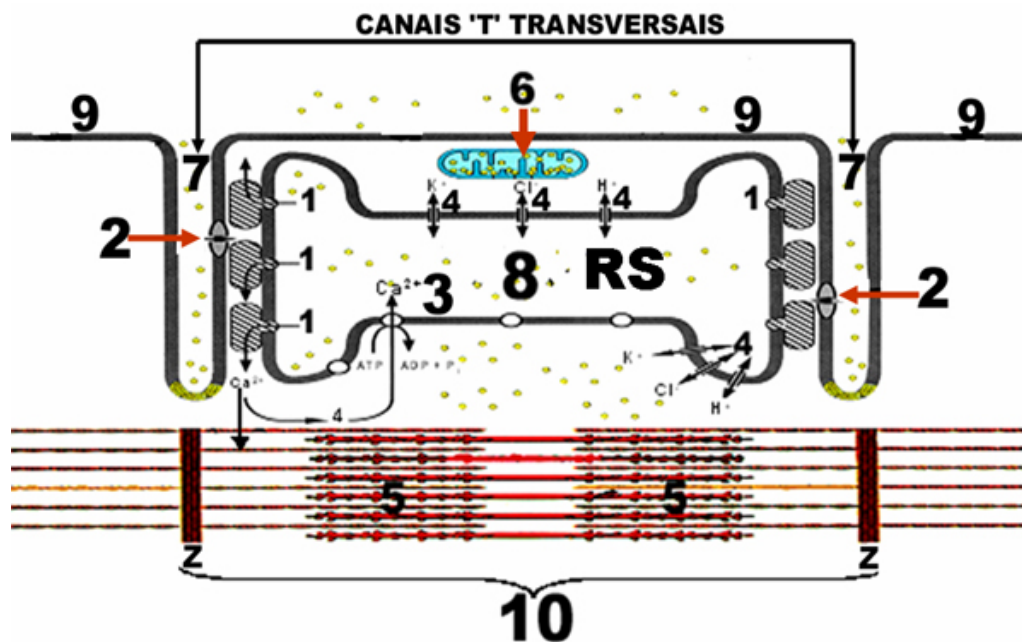 CANAIS 'T' TRANSVERSAIS
9 6 9 9
7 7
K⁺ 4 Cl⁻ 4 H⁺ 4
1 1
2
1 3 8 RS 2
Ca²⁺
1
ATP ADP + Pᵢ
K⁺ 4
Cl⁻
H⁺
Ca²⁺
4
5 5
Z Z
10